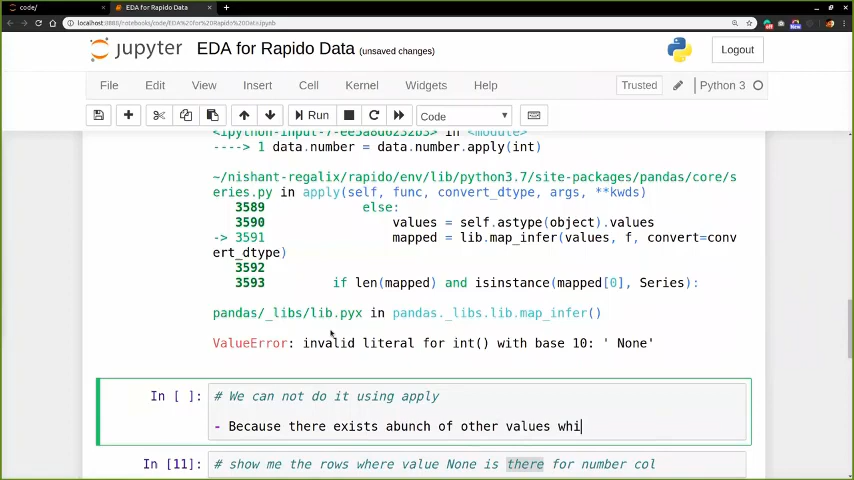 code/
EDA for Rapido Data
localhost:8888/notebooks/code/EDA%20for%20Rapido%20Data.ipynb
jupyter EDA for Rapido Data (unsaved changes) Logout
File Edit View Insert Cell Kernel Widgets Help Trusted Python 3
Run Code
<ipython-input-7-ee5a8d6232b3> in <module>
----> 1 data.number = data.number.apply(int)
~/nishant-regalix/rapido/env/lib/python3.7/site-packages/pandas/core/s
eries.py in apply(self, func, convert_dtype, args, **kwds)
3589 else:
3590 values = self.astype(object).values
-> 3591 mapped = lib.map_infer(values, f, convert=conv
ert_dtype)
3592
3593 if len(mapped) and isinstance(mapped[0], Series):
pandas/_libs/lib.pyx in pandas._libs.lib.map_infer()
ValueError: invalid literal for int() with base 10: ' None'
In [ ]: # We can not do it using apply
- Because there exists abunch of other values whi
In [11]: # show me the rows where value None is there for number col